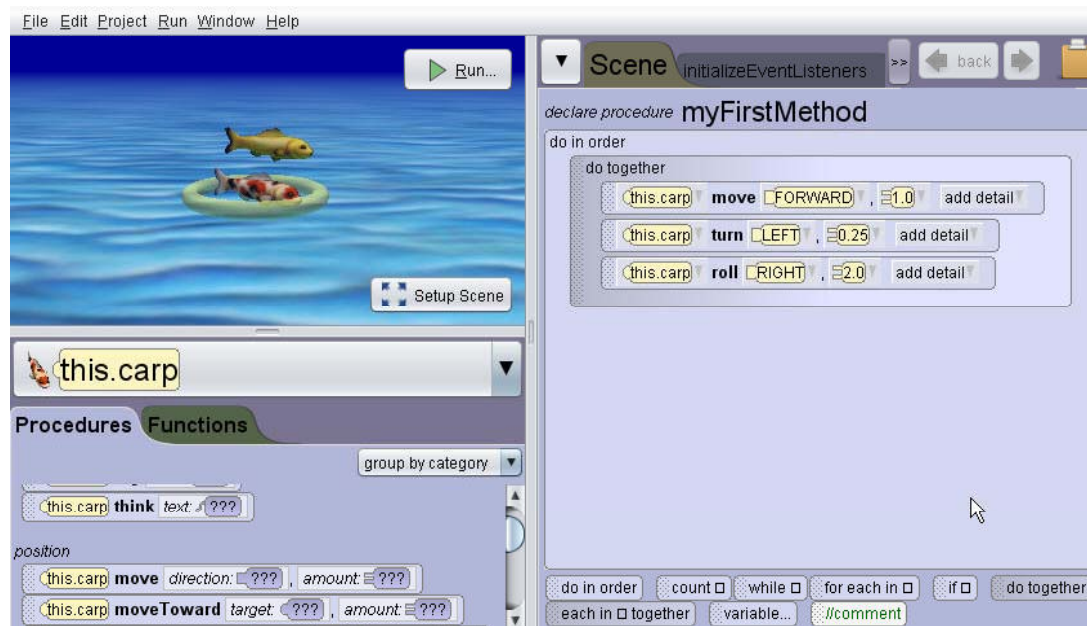 File Edit Project Run Window Help
Run...
Setup Scene
this.carp
Procedures Functions
group by category
this.carp think text: ???
position
this.carp move direction: ??? , amount: ???
this.carp moveToward target: ??? , amount: ???
Scene initializeEventListeners >> back
declare procedure myFirstMethod
do in order
do together
this.carp move FORWARD , 1.0 add detail
this.carp turn LEFT , 0.25 add detail
this.carp roll RIGHT , 2.0 add detail
do in order count while for each in if do together
each in together variable... //comment